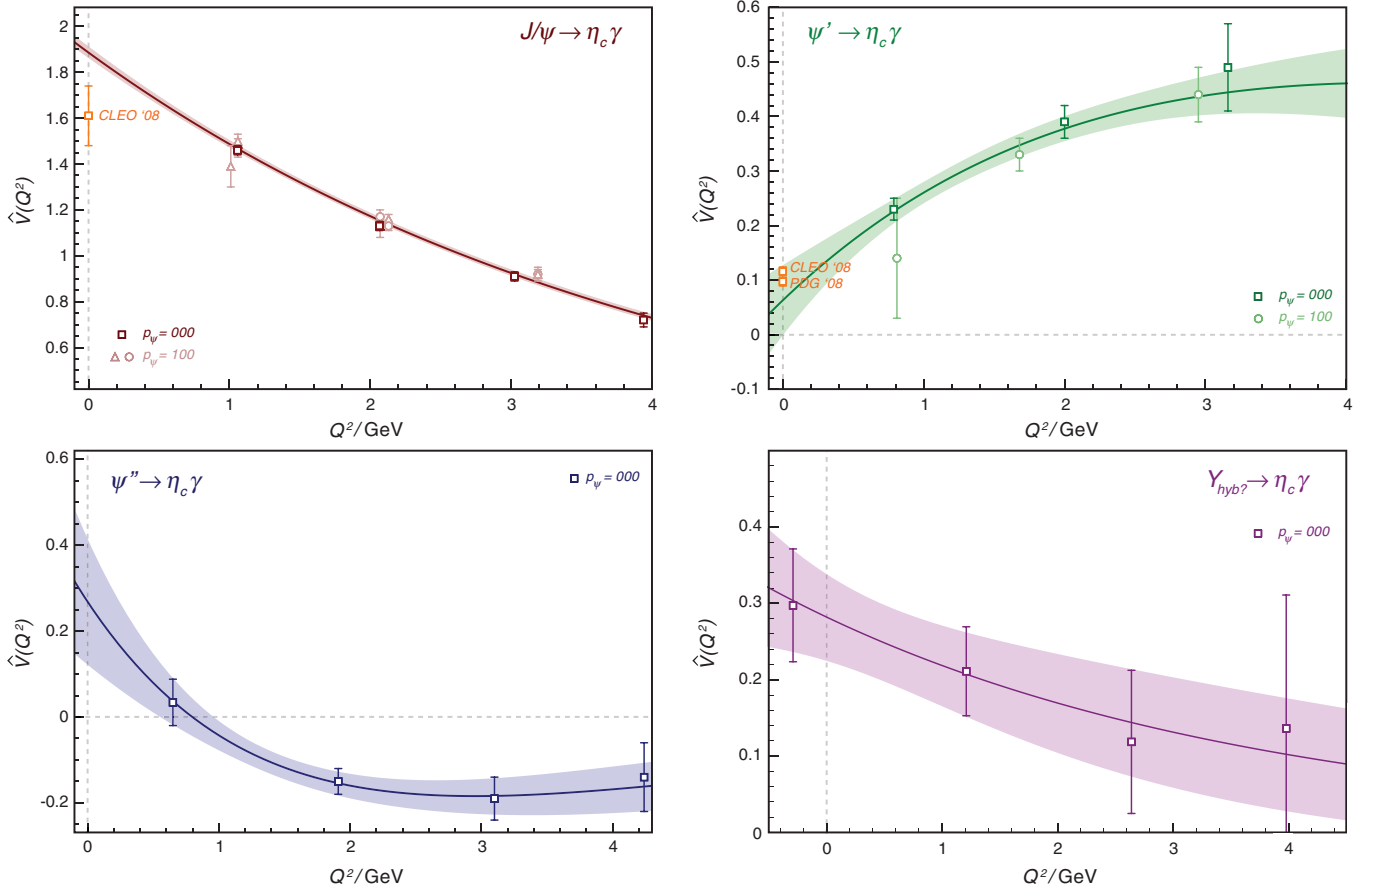 J/ψ → η_c γ
2
1.8
1.6
1.4
1.2
1
0.8
0.6
V̂(Q²)
CLEO '08
p_ψ = 000
p_ψ = 100
0 1 2 3 4
Q²/GeV
ψ' → η_c γ
0.6
0.5
0.4
0.3
0.2
0.1
0
-0.1
V̂(Q²)
CLEO '08
PDG '08
p_ψ = 000
p_ψ = 100
0 1 2 3 4
Q²/GeV
ψ" → η_c γ
p_ψ = 000
0.6
0.4
0.2
0
-0.2
V̂(Q²)
0 1 2 3 4
Q²/GeV
Y_hyb? → η_c γ
p_ψ = 000
0.4
0.3
0.2
0.1
0
V̂(Q²)
0 1 2 3 4
Q²/GeV